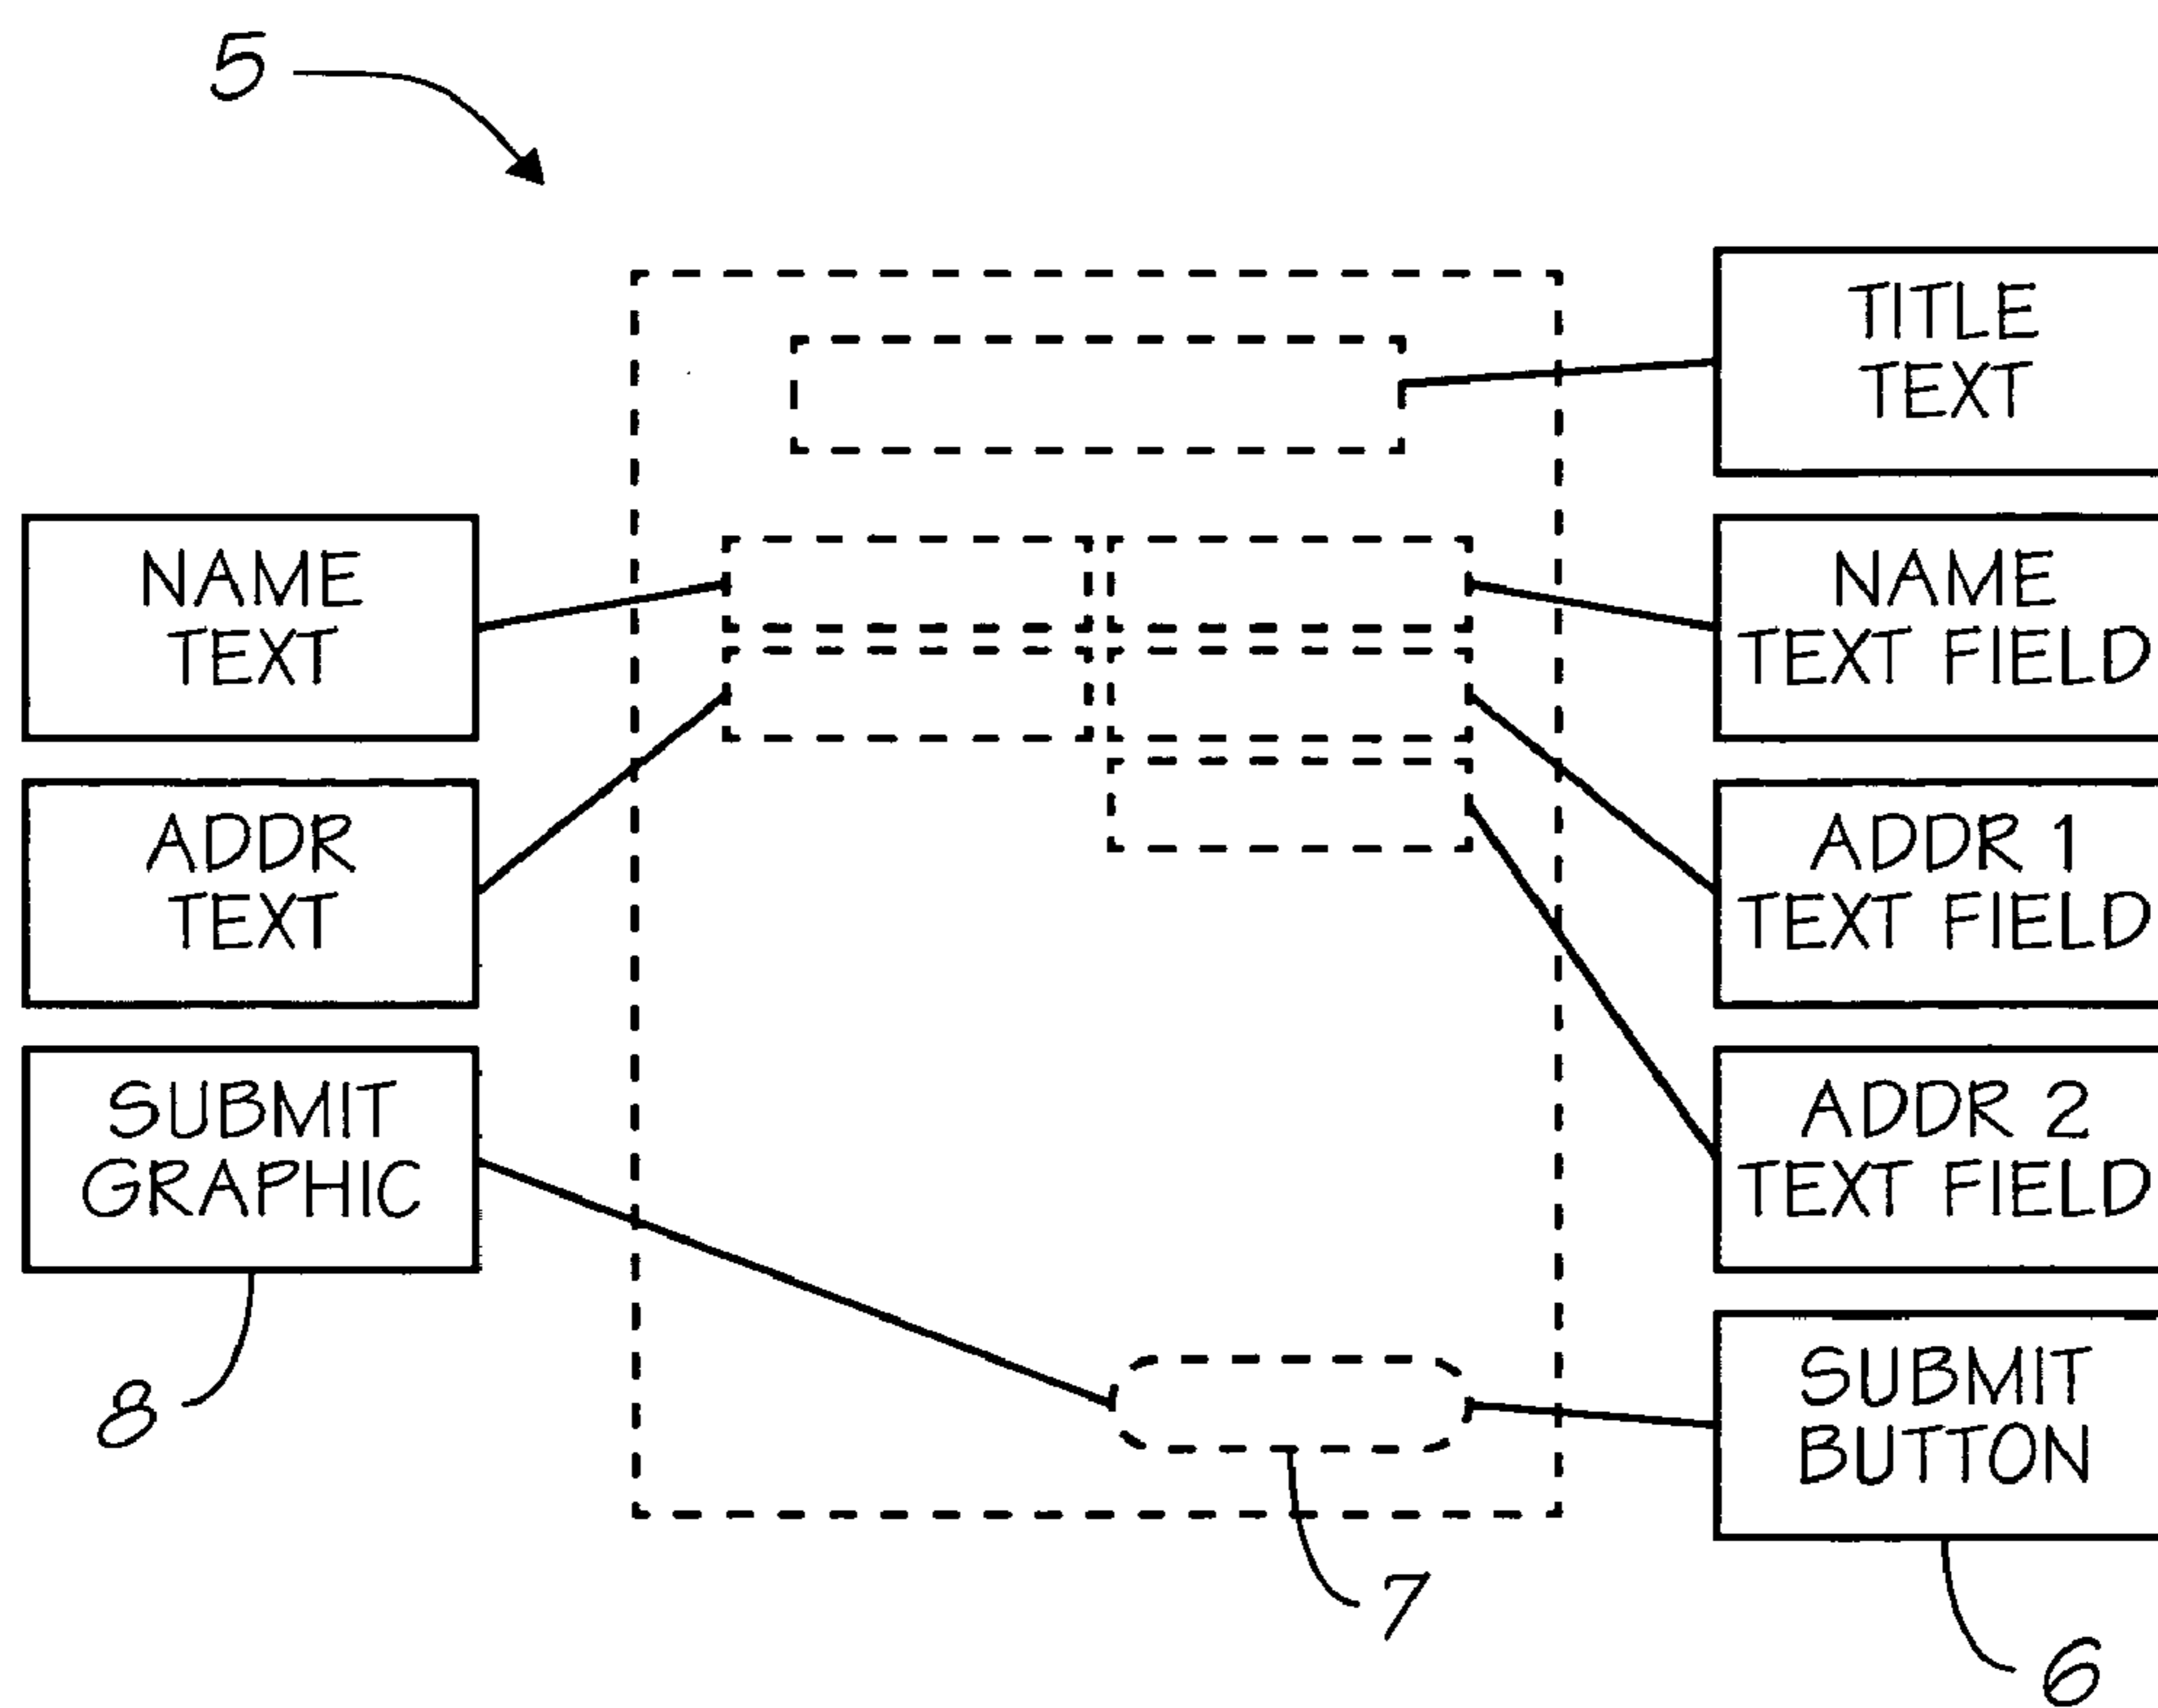 5
TITLE
TEXT
NAME
TEXT
NAME
TEXT FIELD
ADDR
TEXT
ADDR 1
TEXT FIELD
SUBMIT
GRAPHIC
ADDR 2
TEXT FIELD
SUBMIT
BUTTON
8
7
6